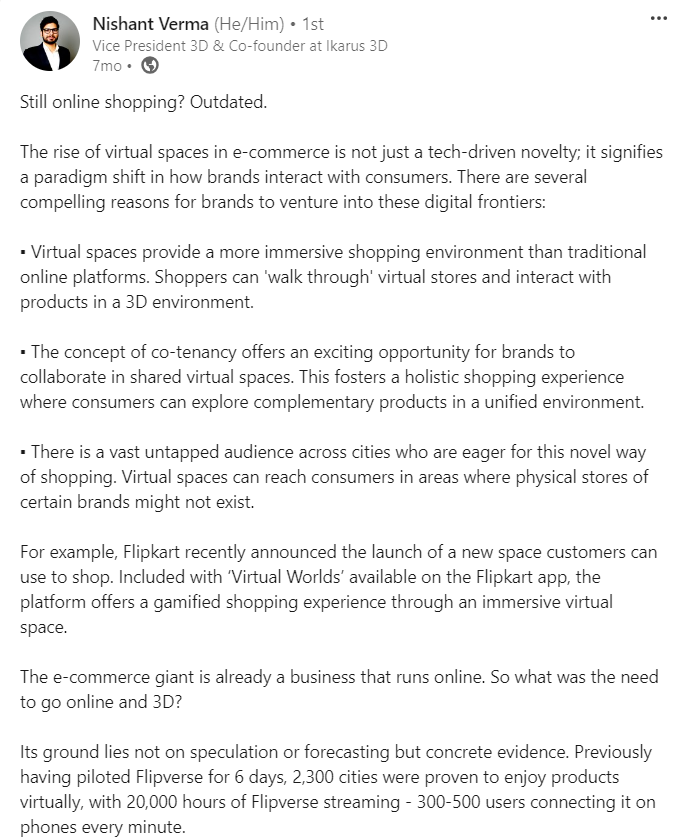 Nishant Verma (He/Him) • 1st
Vice President 3D & Co-founder at Ikarus 3D
7mo •
Still online shopping? Outdated.
The rise of virtual spaces in e-commerce is not just a tech-driven novelty; it signifies
a paradigm shift in how brands interact with consumers. There are several
compelling reasons for brands to venture into these digital frontiers:
▪ Virtual spaces provide a more immersive shopping environment than traditional
online platforms. Shoppers can 'walk through' virtual stores and interact with
products in a 3D environment.
▪ The concept of co-tenancy offers an exciting opportunity for brands to
collaborate in shared virtual spaces. This fosters a holistic shopping experience
where consumers can explore complementary products in a unified environment.
▪ There is a vast untapped audience across cities who are eager for this novel way
of shopping. Virtual spaces can reach consumers in areas where physical stores of
certain brands might not exist.
For example, Flipkart recently announced the launch of a new space customers can
use to shop. Included with ‘Virtual Worlds’ available on the Flipkart app, the
platform offers a gamified shopping experience through an immersive virtual
space.
The e-commerce giant is already a business that runs online. So what was the need
to go online and 3D?
Its ground lies not on speculation or forecasting but concrete evidence. Previously
having piloted Flipverse for 6 days, 2,300 cities were proven to enjoy products
virtually, with 20,000 hours of Flipverse streaming - 300-500 users connecting it on
phones every minute.